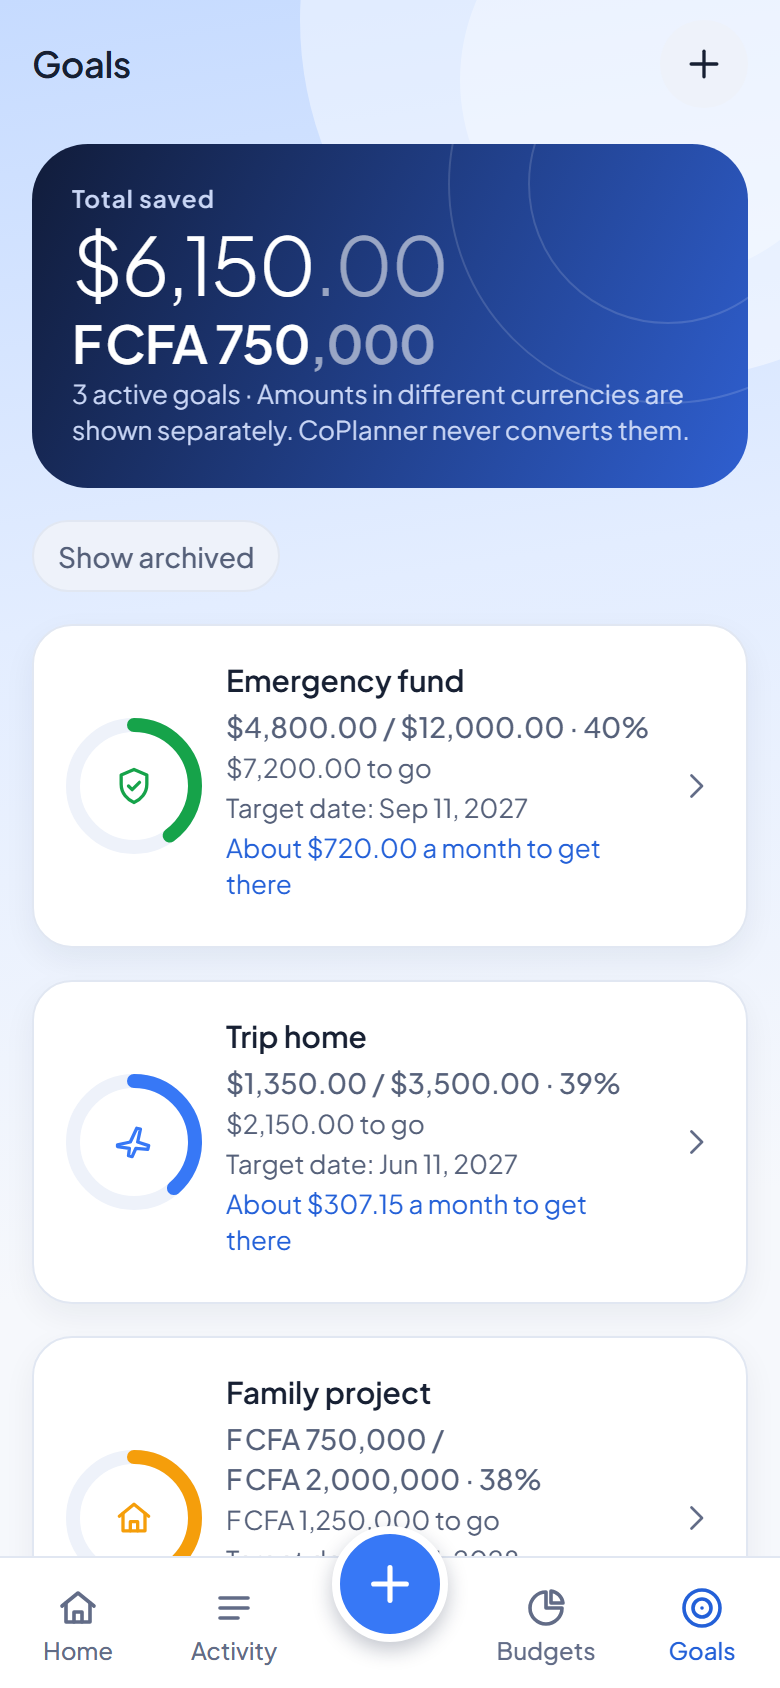 Goals
Total saved
$6,150.00
FCFA 750,000
3 active goals · Amounts in different currencies are
shown separately. CoPlanner never converts them.
Show archived
Emergency fund
$4,800.00 / $12,000.00 · 40%
$7,200.00 to go
Target date: Sep 11, 2027
About $720.00 a month to get
there
Trip home
$1,350.00 / $3,500.00 · 39%
$2,150.00 to go
Target date: Jun 11, 2027
About $307.15 a month to get
there
Family project
FCFA 750,000 /
FCFA 2,000,000 · 38%
FCFA 1,250,000 to go
Home
Activity
Budgets
Goals